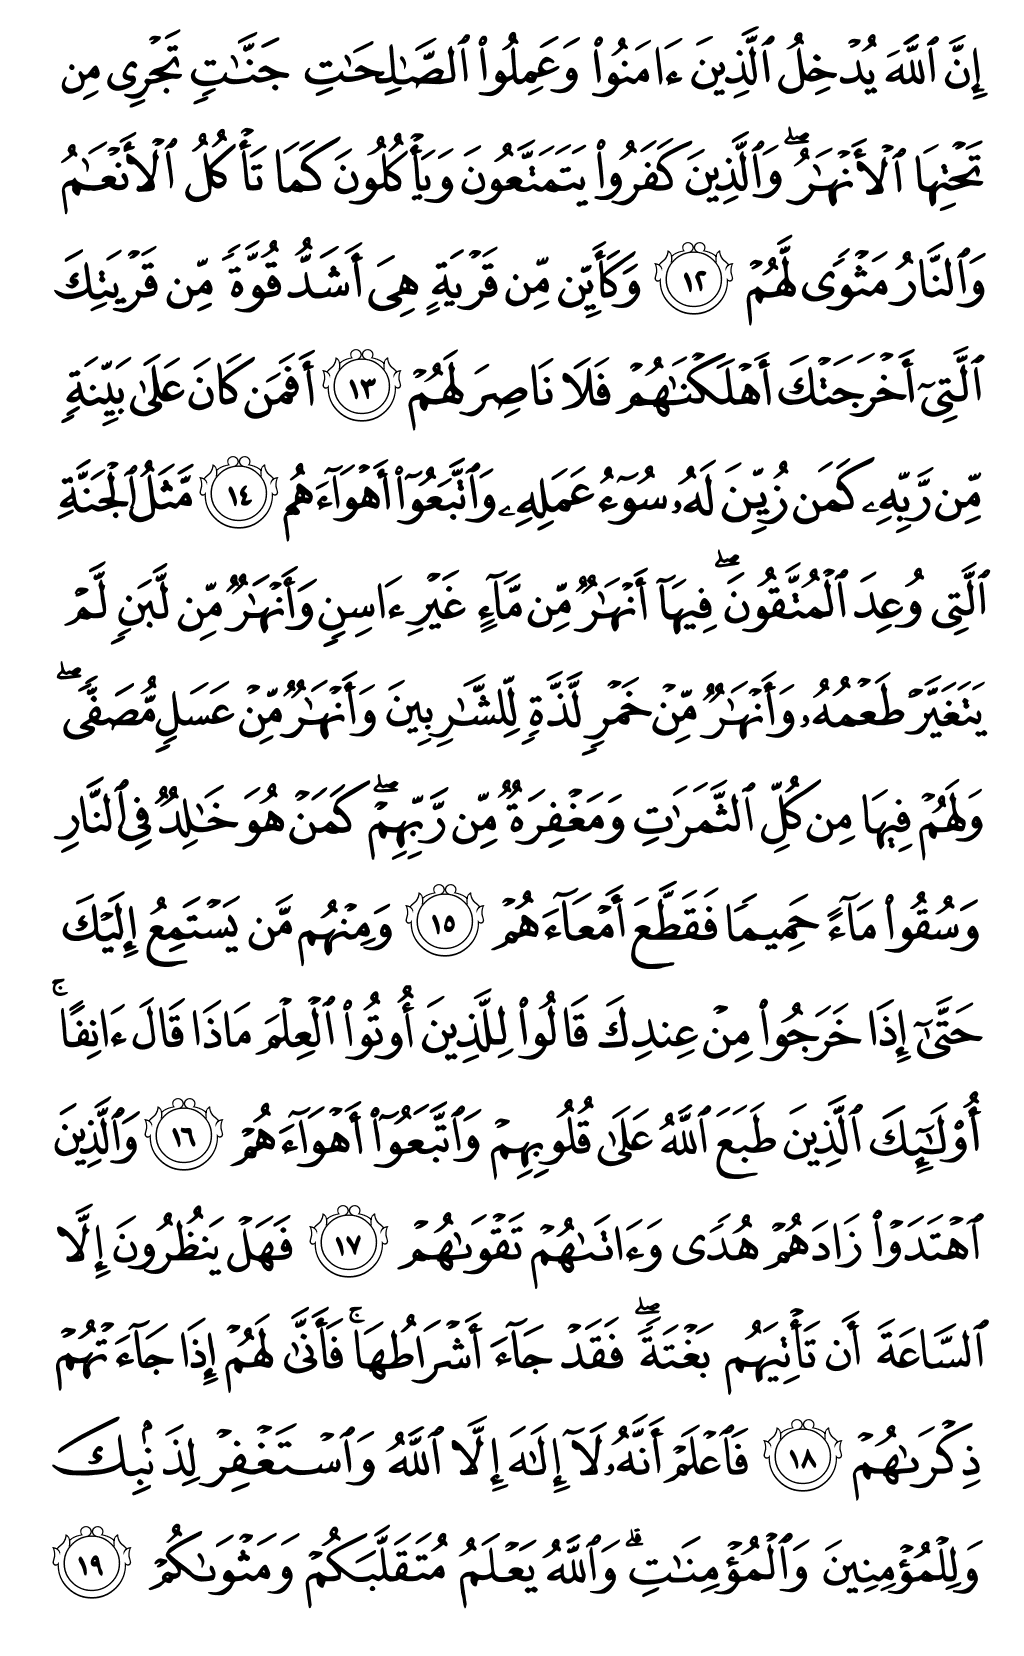 إِنَّ ٱللَّهَ يُدْخِلُ ٱلَّذِينَ ءَامَنُوا۟ وَعَمِلُوا۟ ٱلصَّـٰلِحَـٰتِ جَنَّـٰتٍ تَجْرِى مِن
تَحْتِهَا ٱلْأَنْهَـٰرُ ۖ وَٱلَّذِينَ كَفَرُوا۟ يَتَمَتَّعُونَ وَيَأْكُلُونَ كَمَا تَأْكُلُ ٱلْأَنْعَـٰمُ
وَٱلنَّارُ مَثْوًى لَّهُمْ ١٢ وَكَأَيِّن مِّن قَرْيَةٍ هِىَ أَشَدُّ قُوَّةً مِّن قَرْيَتِكَ
ٱلَّتِىٓ أَخْرَجَتْكَ أَهْلَكْنَـٰهُمْ فَلَا نَاصِرَ لَهُمْ ١٣ أَفَمَن كَانَ عَلَىٰ بَيِّنَةٍ
مِّن رَّبِّهِۦ كَمَن زُيِّنَ لَهُۥ سُوٓءُ عَمَلِهِۦ وَٱتَّبَعُوٓا۟ أَهْوَآءَهُم ١٤ مَّثَلُ ٱلْجَنَّةِ
ٱلَّتِى وُعِدَ ٱلْمُتَّقُونَ ۖ فِيهَآ أَنْهَـٰرٌ مِّن مَّآءٍ غَيْرِ ءَاسِنٍ وَأَنْهَـٰرٌ مِّن لَّبَنٍ لَّمْ
يَتَغَيَّرْ طَعْمُهُۥ وَأَنْهَـٰرٌ مِّنْ خَمْرٍ لَّذَّةٍ لِّلشَّـٰرِبِينَ وَأَنْهَـٰرٌ مِّنْ عَسَلٍ مُّصَفًّى ۖ
وَلَهُمْ فِيهَا مِن كُلِّ ٱلثَّمَرَٰتِ وَمَغْفِرَةٌ مِّن رَّبِّهِمْ ۖ كَمَنْ هُوَ خَـٰلِدٌ فِى ٱلنَّارِ
وَسُقُوا۟ مَآءً حَمِيمًا فَقَطَّعَ أَمْعَآءَهُمْ ١٥ وَمِنْهُم مَّن يَسْتَمِعُ إِلَيْكَ
حَتَّىٰٓ إِذَا خَرَجُوا۟ مِنْ عِندِكَ قَالُوا۟ لِلَّذِينَ أُوتُوا۟ ٱلْعِلْمَ مَاذَا قَالَ ءَانِفًا ۚ
أُو۟لَـٰٓئِكَ ٱلَّذِينَ طَبَعَ ٱللَّهُ عَلَىٰ قُلُوبِهِمْ وَٱتَّبَعُوٓا۟ أَهْوَآءَهُمْ ١٦ وَٱلَّذِينَ
ٱهْتَدَوْا۟ زَادَهُمْ هُدًى وَءَاتَىٰهُمْ تَقْوَىٰهُمْ ١٧ فَهَلْ يَنظُرُونَ إِلَّا
ٱلسَّاعَةَ أَن تَأْتِيَهُم بَغْتَةً ۖ فَقَدْ جَآءَ أَشْرَاطُهَا ۚ فَأَنَّىٰ لَهُمْ إِذَا جَآءَتْهُمْ
ذِكْرَىٰهُمْ ١٨ فَٱعْلَمْ أَنَّهُۥ لَآ إِلَـٰهَ إِلَّا ٱللَّهُ وَٱسْتَغْفِرْ لِذَنۢبِكَ
وَلِلْمُؤْمِنِينَ وَٱلْمُؤْمِنَـٰتِ ۗ وَٱللَّهُ يَعْلَمُ مُتَقَلَّبَكُمْ وَمَثْوَىٰكُمْ ١٩